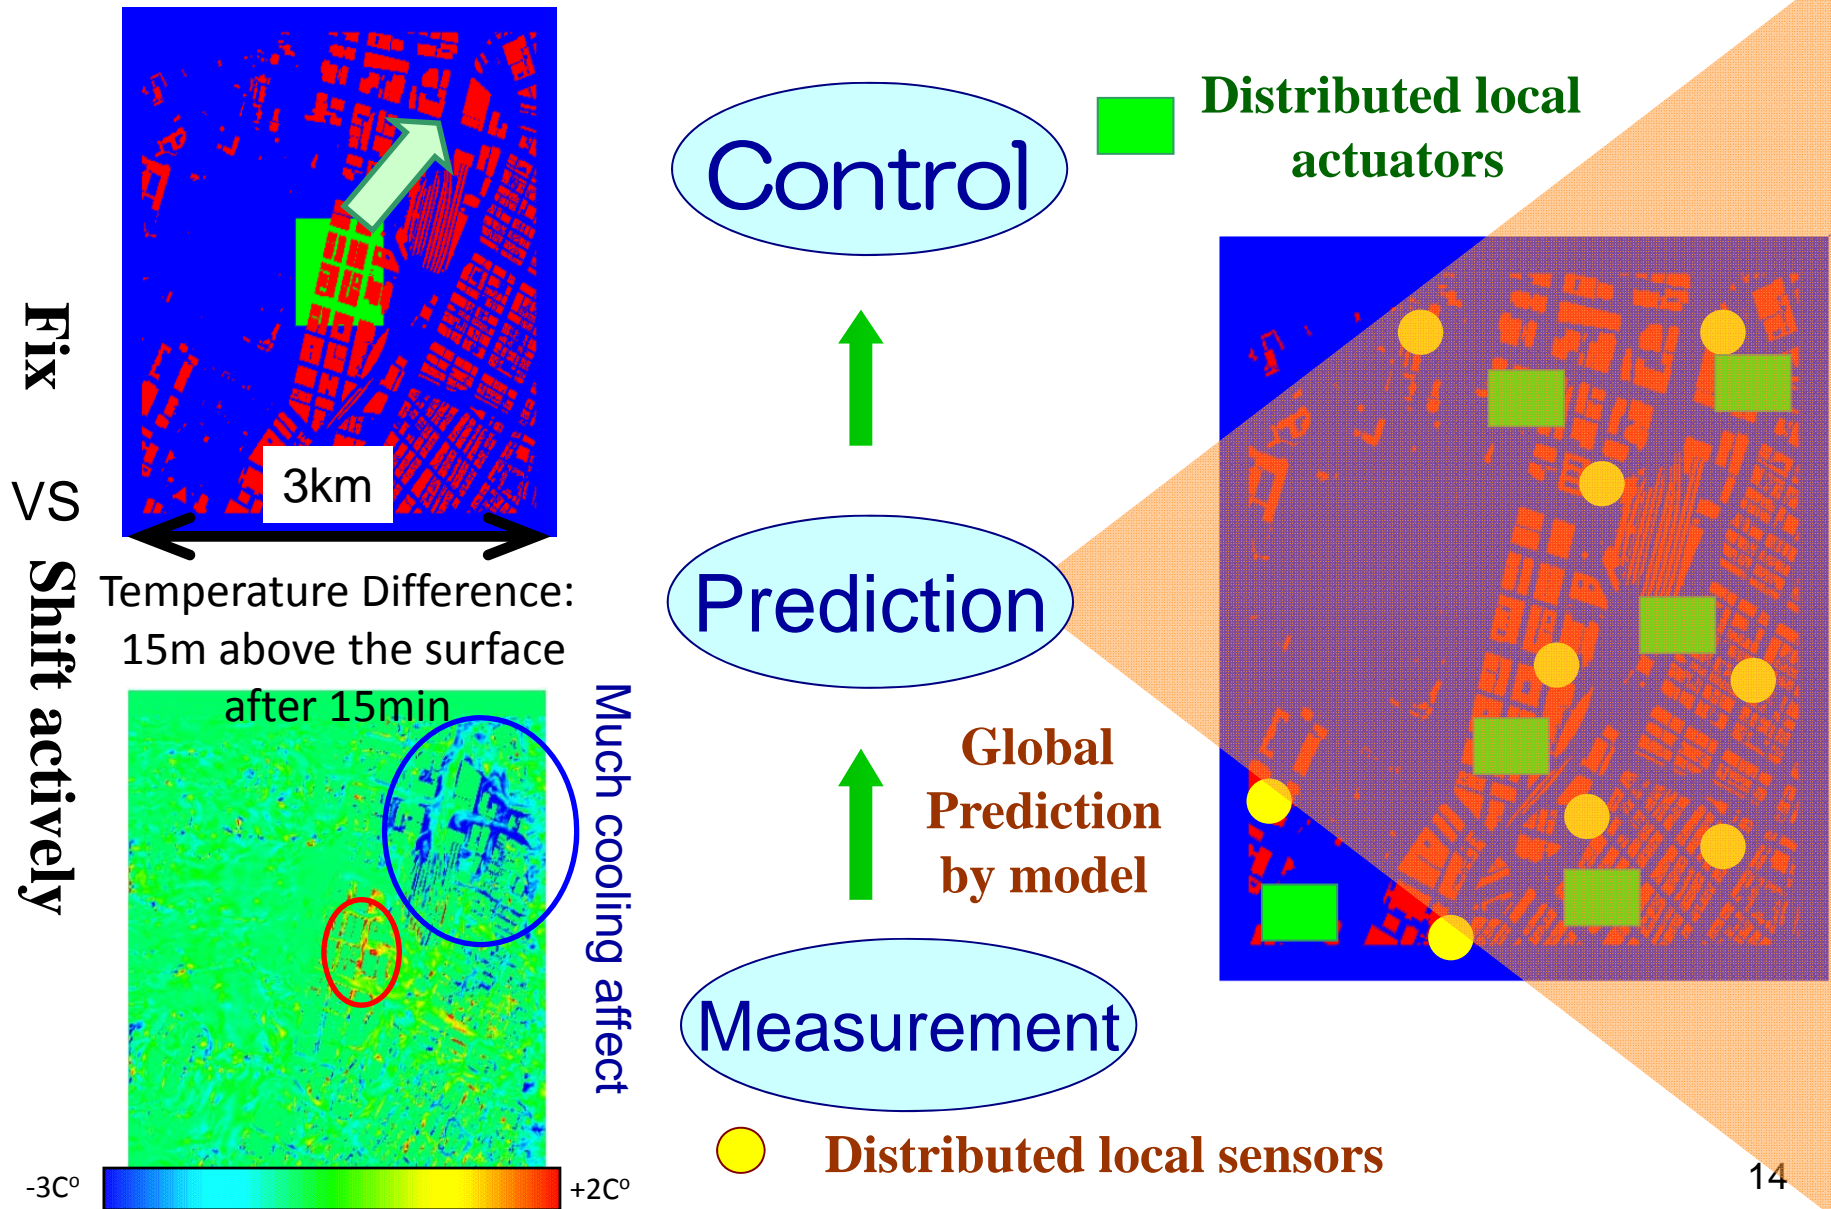 Fix
VS
Shift actively
3km
Temperature Difference:
15m above the surface
after 15min
Much cooling affect
-3C°
+2C°
Control
Distributed local
actuators
Prediction
Global
Prediction
by model
Measurement
Distributed local sensors
14